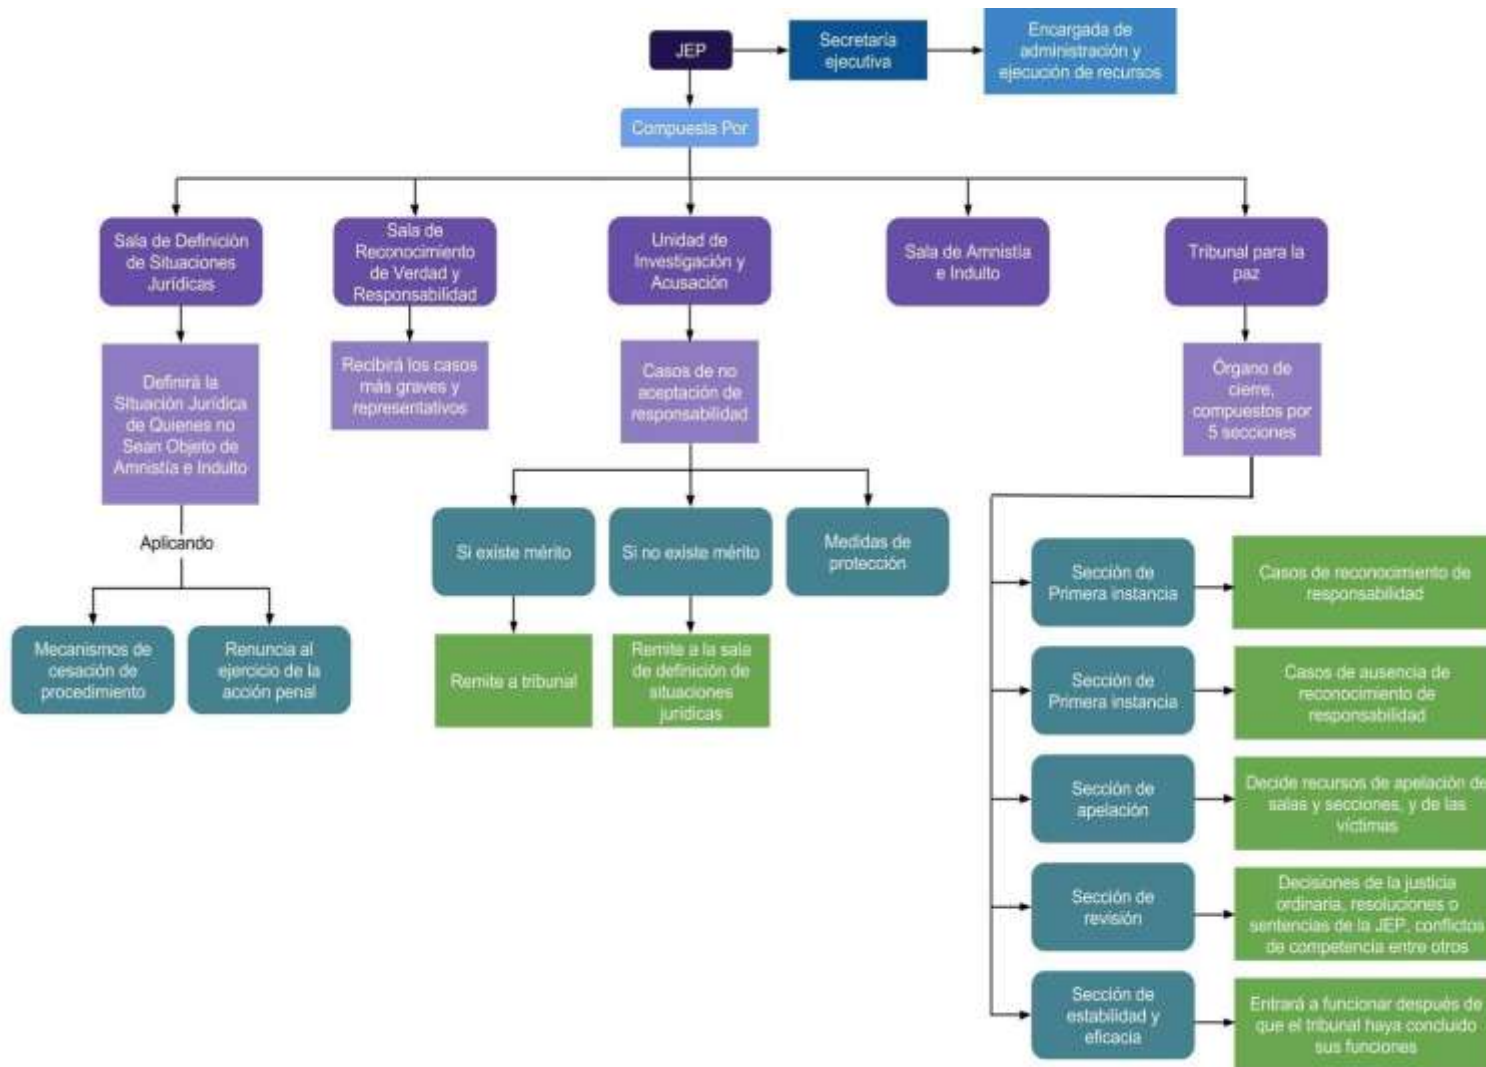 JEP
Secretaría
ejecutiva
Encargada de
administración y
ejecución de recursos
Compuesta Por
Sala de Definición
de Situaciones
Jurídicas
Sala de
Reconocimiento
de Verdad y
Responsabilidad
Unidad de
Investigación y
Acusación
Sala de Amnistía
e Indulto
Tribunal para la
paz
Definirá la
Situación Jurídica
de Quienes no
Sean Objeto de
Amnistía e Indulto
Recibirá los casos
más graves y
representativos
Casos de no
aceptación de
responsabilidad
Órgano de
cierre,
compuestos por
5 secciones
Aplicando
Mecanismos de
cesación de
procedimiento
Renuncia al
ejercicio de la
acción penal
Si existe mérito
Si no existe mérito
Medidas de
protección
Remite a tribunal
Remite a la sala
de definición de
situaciones
jurídicas
Sección de
Primera instancia
Casos de reconocimiento de
responsabilidad
Sección de
Primera instancia
Casos de ausencia de
reconocimiento de
responsabilidad
Sección de
apelación
Decide recursos de apelación de
salas y secciones, y de las
víctimas
Sección de
revisión
Decisiones de la justicia
ordinaria, resoluciones o
sentencias de la JEP, conflictos
de competencia entre otros
Sección de
estabilidad y
eficacia
Entrará a funcionar después de
que el tribunal haya concluido
sus funciones